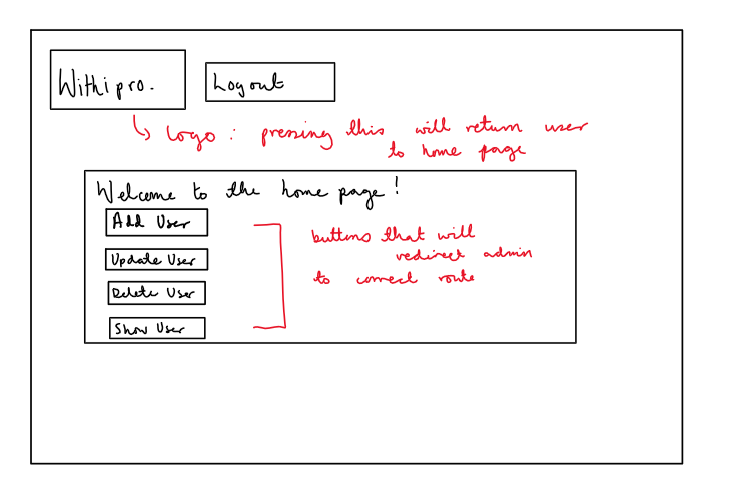 Withipro.
Logout
↳ Logo : pressing this will return user
to home page
Welcome to the home page!
Add User
Update User
Delete User
Show User
buttons that will
redirect admin
to correct route